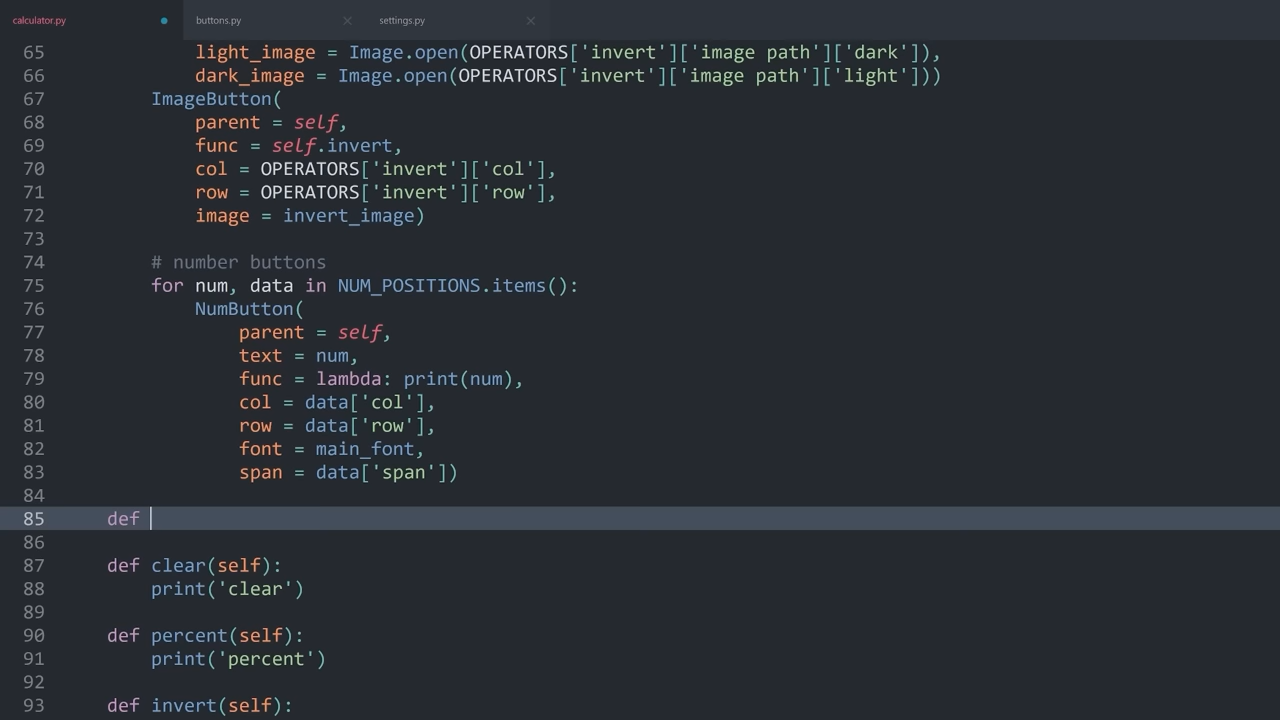 calculator.py buttons.py settings.py
65 light_image = Image.open(OPERATORS['invert']['image path']['dark']),
66 dark_image = Image.open(OPERATORS['invert']['image path']['light']))
67 ImageButton(
68 parent = self,
69 func = self.invert,
70 col = OPERATORS['invert']['col'],
71 row = OPERATORS['invert']['row'],
72 image = invert_image)
73
74 # number buttons
75 for num, data in NUM_POSITIONS.items():
76 NumButton(
77 parent = self,
78 text = num,
79 func = lambda: print(num),
80 col = data['col'],
81 row = data['row'],
82 font = main_font,
83 span = data['span'])
84
85 def
86
87 def clear(self):
88 print('clear')
89
90 def percent(self):
91 print('percent')
92
93 def invert(self):